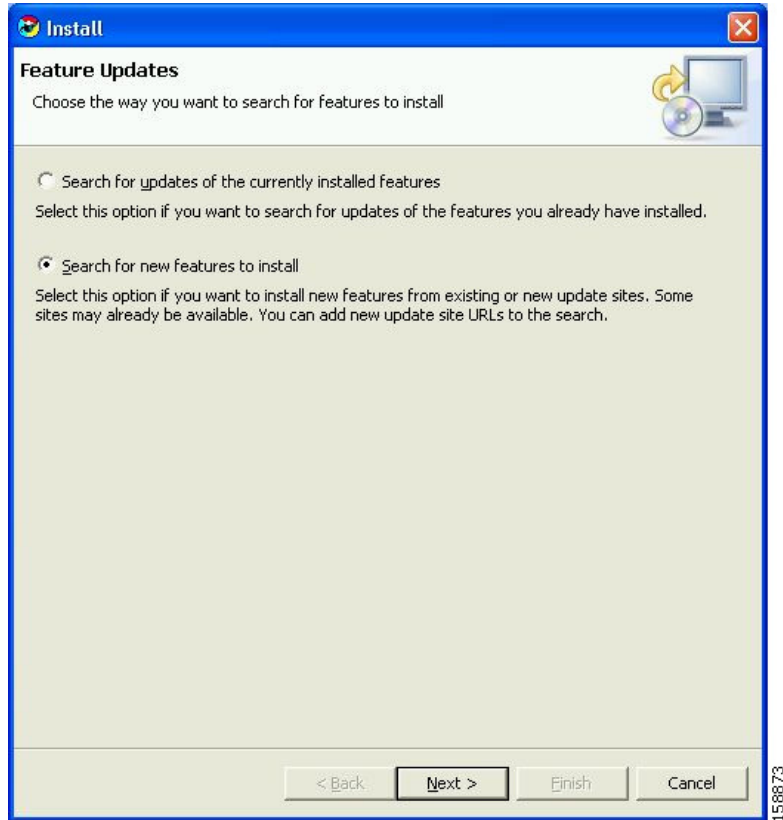 Install
Feature Updates
Choose the way you want to search for features to install
Search for updates of the currently installed features
Select this option if you want to search for updates of the features you already have installed.
Search for new features to install
Select this option if you want to install new features from existing or new update sites. Some
sites may already be available. You can add new update site URLs to the search.
< Back
Next >
Finish
Cancel
158873